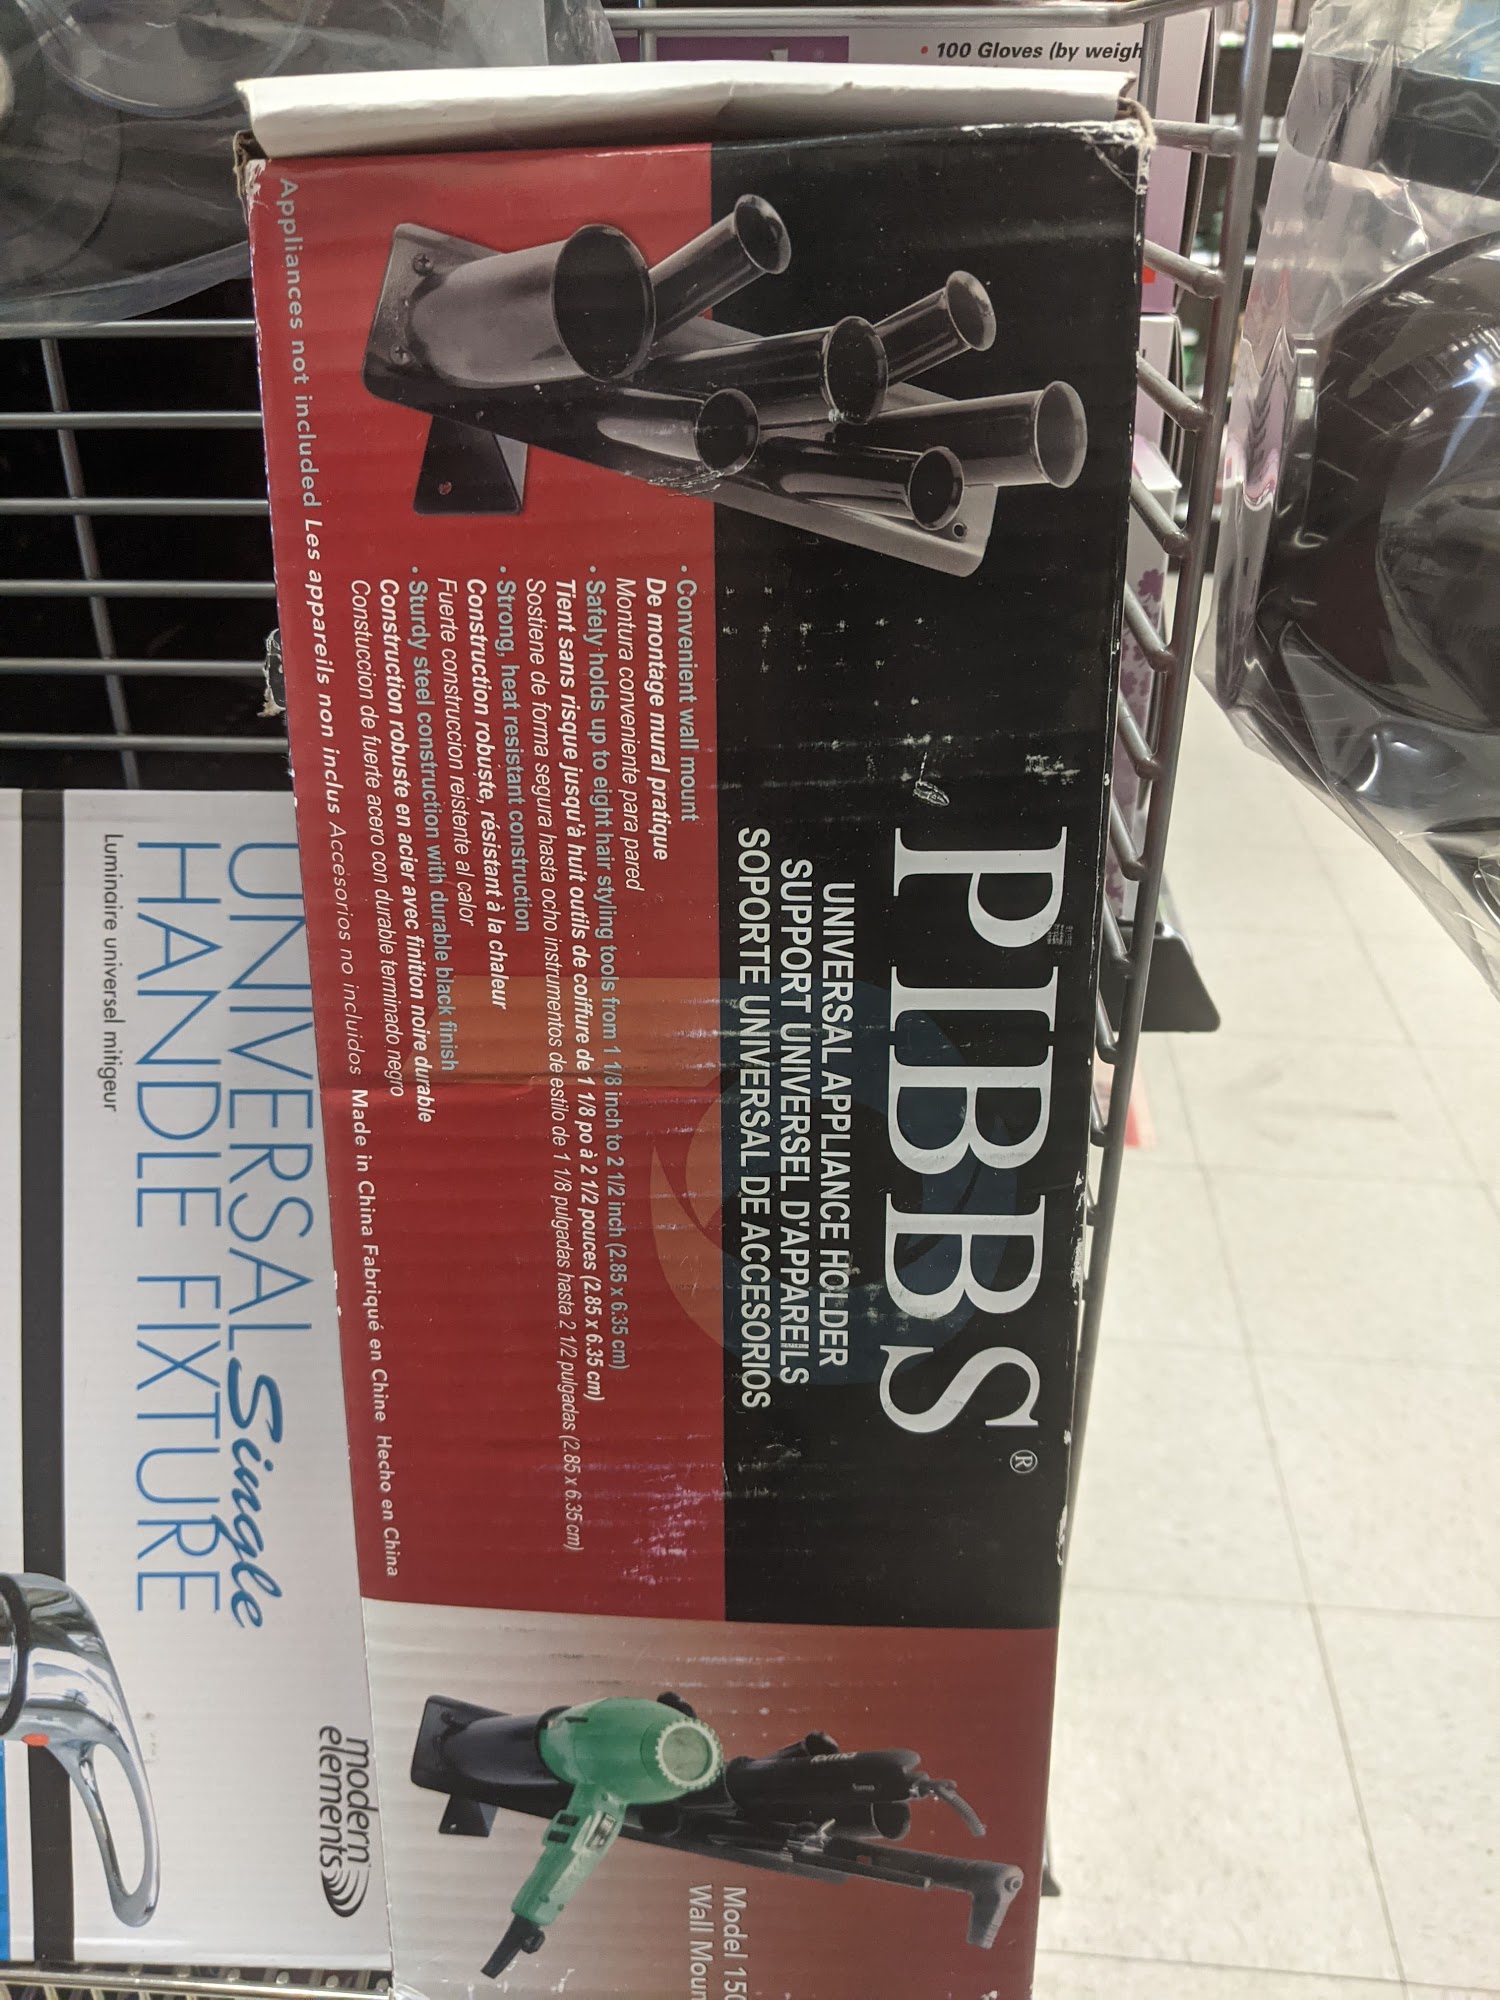 • 100 Gloves (by weigh
PIBBS®
UNIVERSAL APPLIANCE HOLDER
SUPPORT UNIVERSEL D'APPAREILS
SOPORTE UNIVERSAL DE ACCESORIOS
• Convenient wall mount
De montage mural pratique
Montura conveniente para pared
• Safely holds up to eight hair styling tools from 1 1/8 inch to 2 1/2 inch (2.85 x 6.35 cm)
Tient sans risque jusqu'à huit outils de coiffure de 1 1/8 po à 2 1/2 pouces (2.85 x 6.35 cm)
Sostiene de forma segura hasta ocho instrumentos de estilo de 1 1/8 pulgadas hasta 2 1/2 pulgadas (2.85 x 6.35 cm)
• Strong, heat resistant construction
Construction robuste, résistant à la chaleur
Fuerte construccion reistente al calor
• Sturdy steel construction with durable black finish
Construction robuste en acier avec finition noire durable
Constuccion de fuerte acero con durable terminado negro
Appliances not included Les appareils non inclus Accesorios no incluidos Made in China Fabriqué en Chine Hecho en China
Model 150
Wall Moun
UNIVERSAL Single
HANDLE FIXTURE
Luminaire universel mitigeur
modern
elements